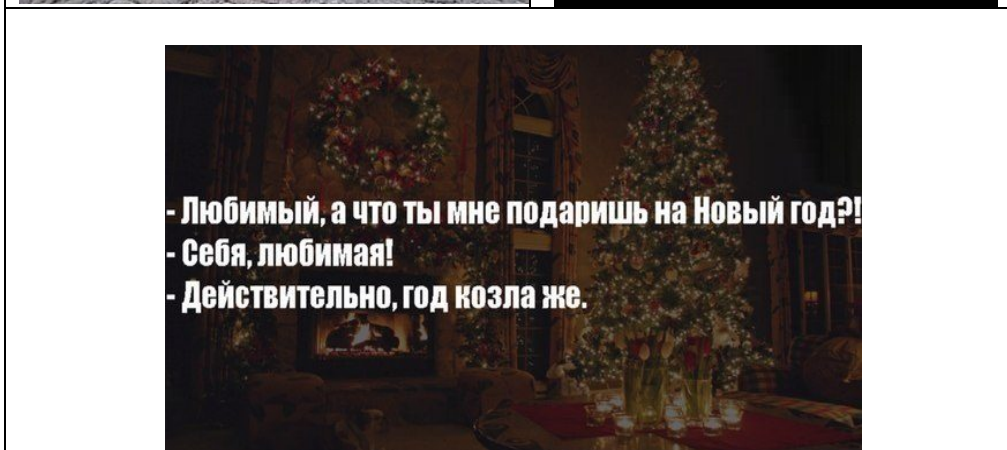 - Любимый, а что ты мне подаришь на Новый год?!
- Себя, любимая!
- Действительно, год козла же.